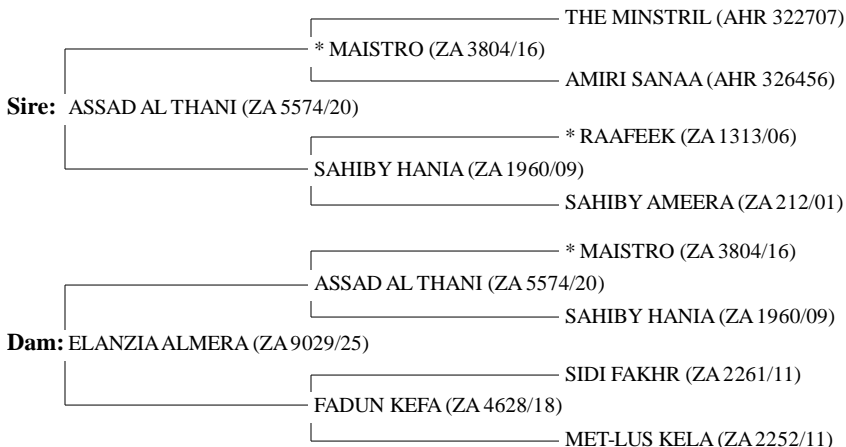 THE MINSTRIL (AHR 322707)
* MAISTRO (ZA 3804/16)
AMIRI SANAA (AHR 326456)
Sire: ASSAD AL THANI (ZA 5574/20)
* RAAFEEK (ZA 1313/06)
SAHIBY HANIA (ZA 1960/09)
SAHIBY AMEERA (ZA 212/01)
* MAISTRO (ZA 3804/16)
ASSAD AL THANI (ZA 5574/20)
SAHIBY HANIA (ZA 1960/09)
Dam: ELANZIA ALMERA (ZA 9029/25)
SIDI FAKHR (ZA 2261/11)
FADUN KEFA (ZA 4628/18)
MET-LUS KELA (ZA 2252/11)